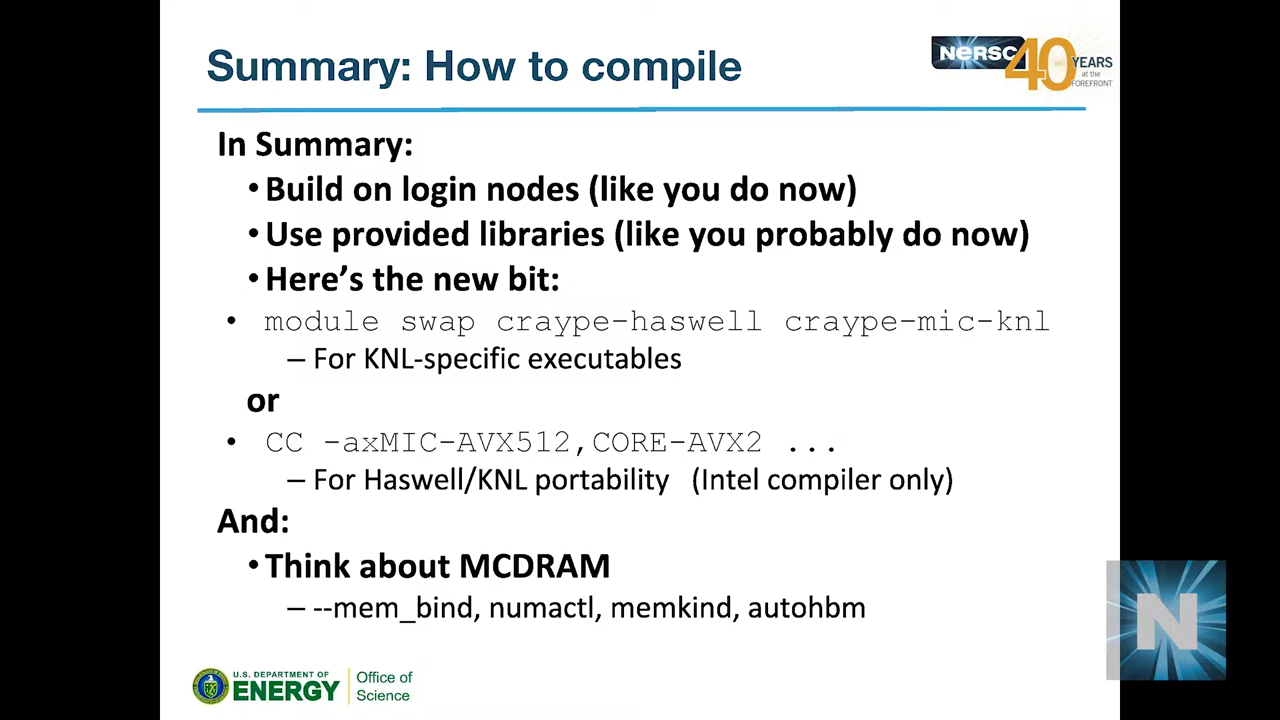 Summary: How to compile
NERSC 40 YEARS
at the
FOREFRONT
In Summary:
• Build on login nodes (like you do now)
• Use provided libraries (like you probably do now)
• Here's the new bit:
• module swap craype-haswell craype-mic-knl
– For KNL-specific executables
or
• CC -axMIC-AVX512,CORE-AVX2 ...
– For Haswell/KNL portability (Intel compiler only)
And:
• Think about MCDRAM
– --mem_bind, numactl, memkind, autohbm
N
U.S. DEPARTMENT OF
ENERGY
Office of
Science